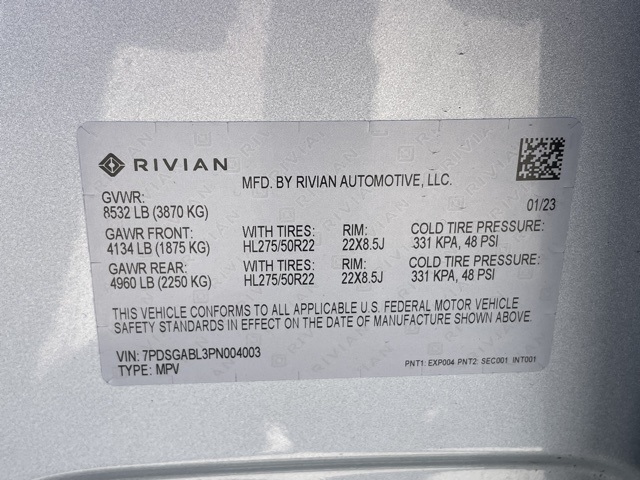 RIVIAN
MFD. BY RIVIAN AUTOMOTIVE, LLC.
GVWR:
8532 LB (3870 KG)
01/23
GAWR FRONT: WITH TIRES: RIM: COLD TIRE PRESSURE:
4134 LB (1875 KG) HL275/50R22 22X8.5J 331 KPA, 48 PSI
GAWR REAR: WITH TIRES: RIM: COLD TIRE PRESSURE:
4960 LB (2250 KG) HL275/50R22 22X8.5J 331 KPA, 48 PSI
THIS VEHICLE CONFORMS TO ALL APPLICABLE U.S. FEDERAL MOTOR VEHICLE
SAFETY STANDARDS IN EFFECT ON THE DATE OF MANUFACTURE SHOWN ABOVE.
VIN: 7PDSGABL3PN004003
TYPE: MPV
PNT1: EXP004 PNT2: SEC001 INT001